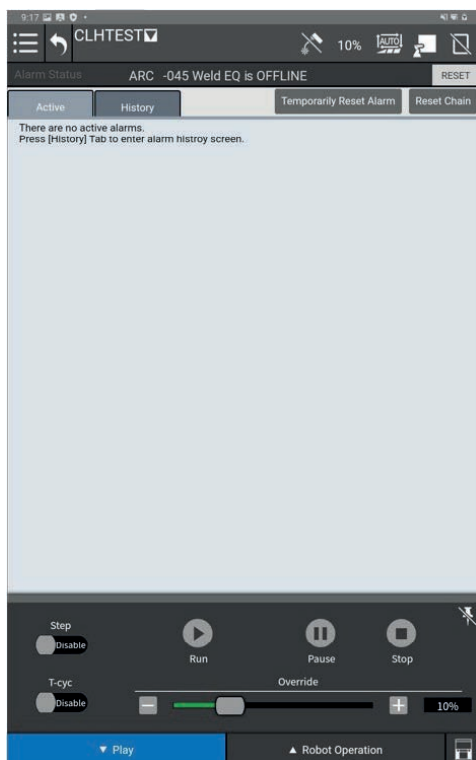 9:17
CLHTEST
10%
AUTO
Alarm Status
ARC -045 Weld EQ is OFFLINE
RESET
Active
History
Temporarily Reset Alarm
Reset Chain
There are no active alarms.
Press [History] Tab to enter alarm histroy screen.
Step
Disable
Run
Pause
Stop
T-cyc
Disable
Override
10%
Play
Robot Operation